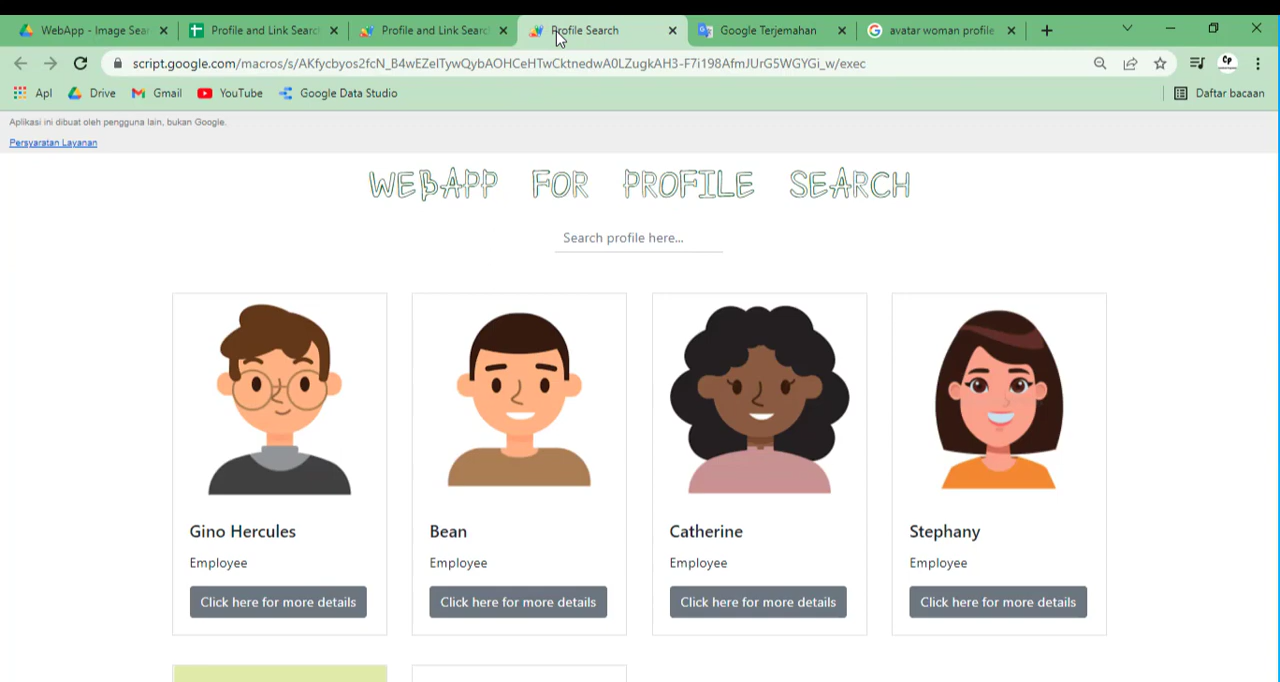 WebApp - Image Sear
Profile and Link Searc
Profile and Link Searc
Profile Search
Google Terjemahan
avatar woman profile
script.google.com/macros/s/AKfycbyos2fcN_B4wEZeITywQybAOHCeHTwCktnedwA0LZugkAH3-F7i198AfmJUrG5WGYGi_w/exec
Cp
Apl
Drive
Gmail
YouTube
Google Data Studio
Daftar bacaan
Aplikasi ini dibuat oleh pengguna lain, bukan Google.
Persyaratan Layanan
WEBAPP FOR PROFILE SEARCH
Search profile here...
Gino Hercules
Employee
Click here for more details
Bean
Employee
Click here for more details
Catherine
Employee
Click here for more details
Stephany
Employee
Click here for more details